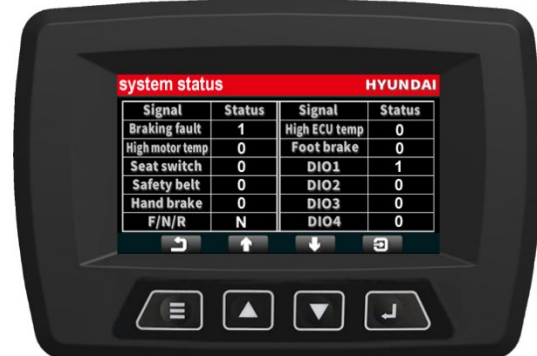 system status HYUNDAI
Signal Status Signal Status
Braking fault 1 High ECU temp 0
High motor temp 0 Foot brake 0
Seat switch 0 DIO1 1
Safety belt 0 DIO2 0
Hand brake 0 DIO3 0
F/N/R N DIO4 0